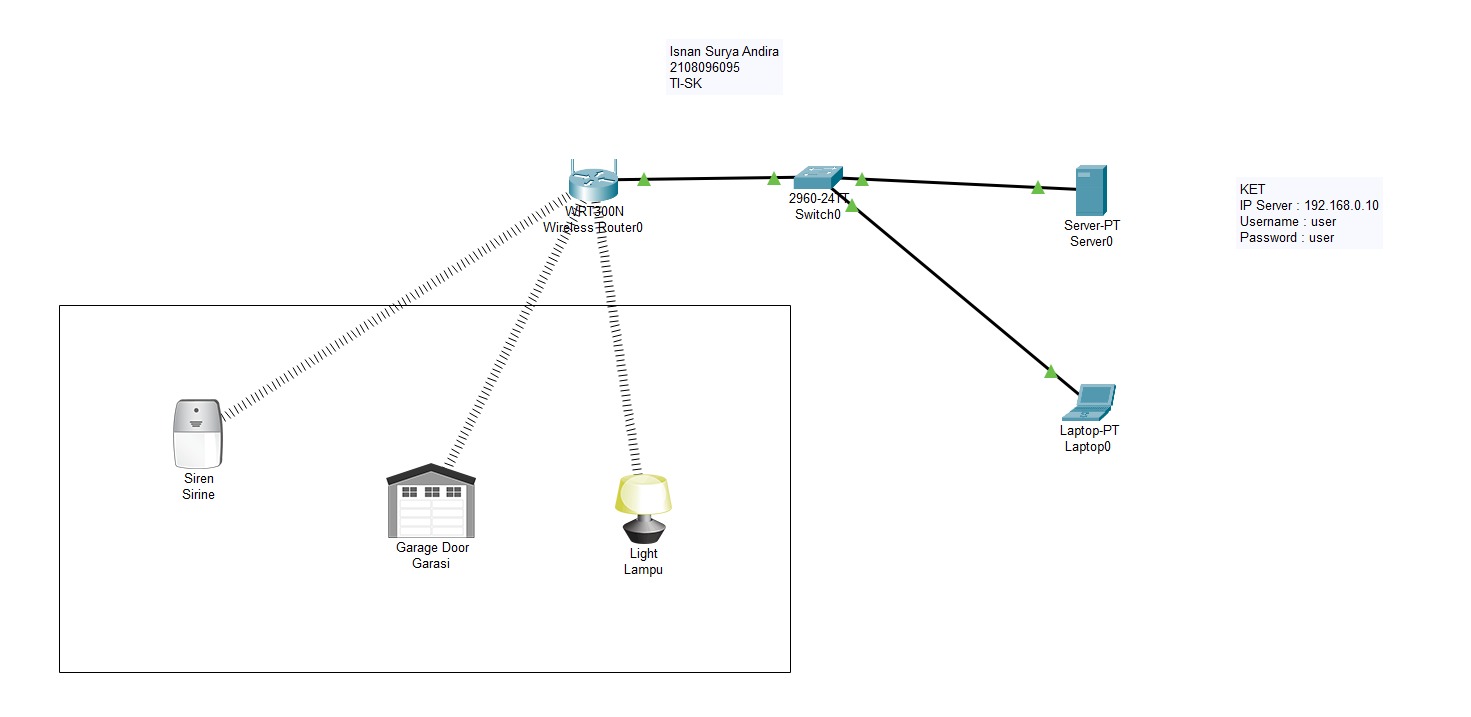 Isnan Surya Andira
2108096095
TI-SK
WRT300N
Wireless Router0
2960-24TT
Switch0
Server-PT
Server0
KET
IP Server : 192.168.0.10
Username : user
Password : user
Laptop-PT
Laptop0
Siren
Sirine
Garage Door
Garasi
Light
Lampu